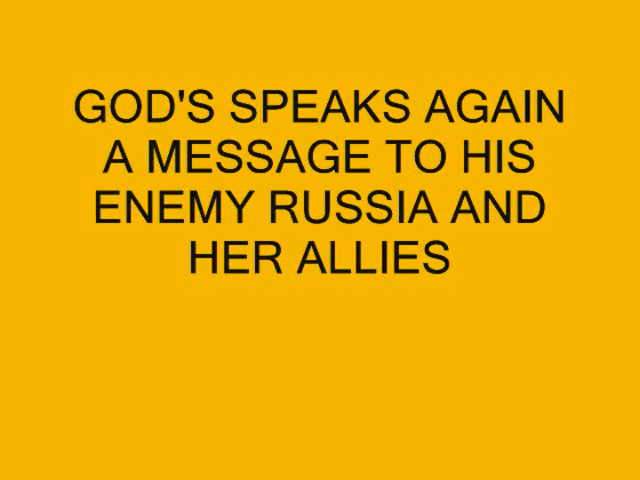 GOD'S SPEAKS AGAIN
A MESSAGE TO HIS
ENEMY RUSSIA AND
HER ALLIES